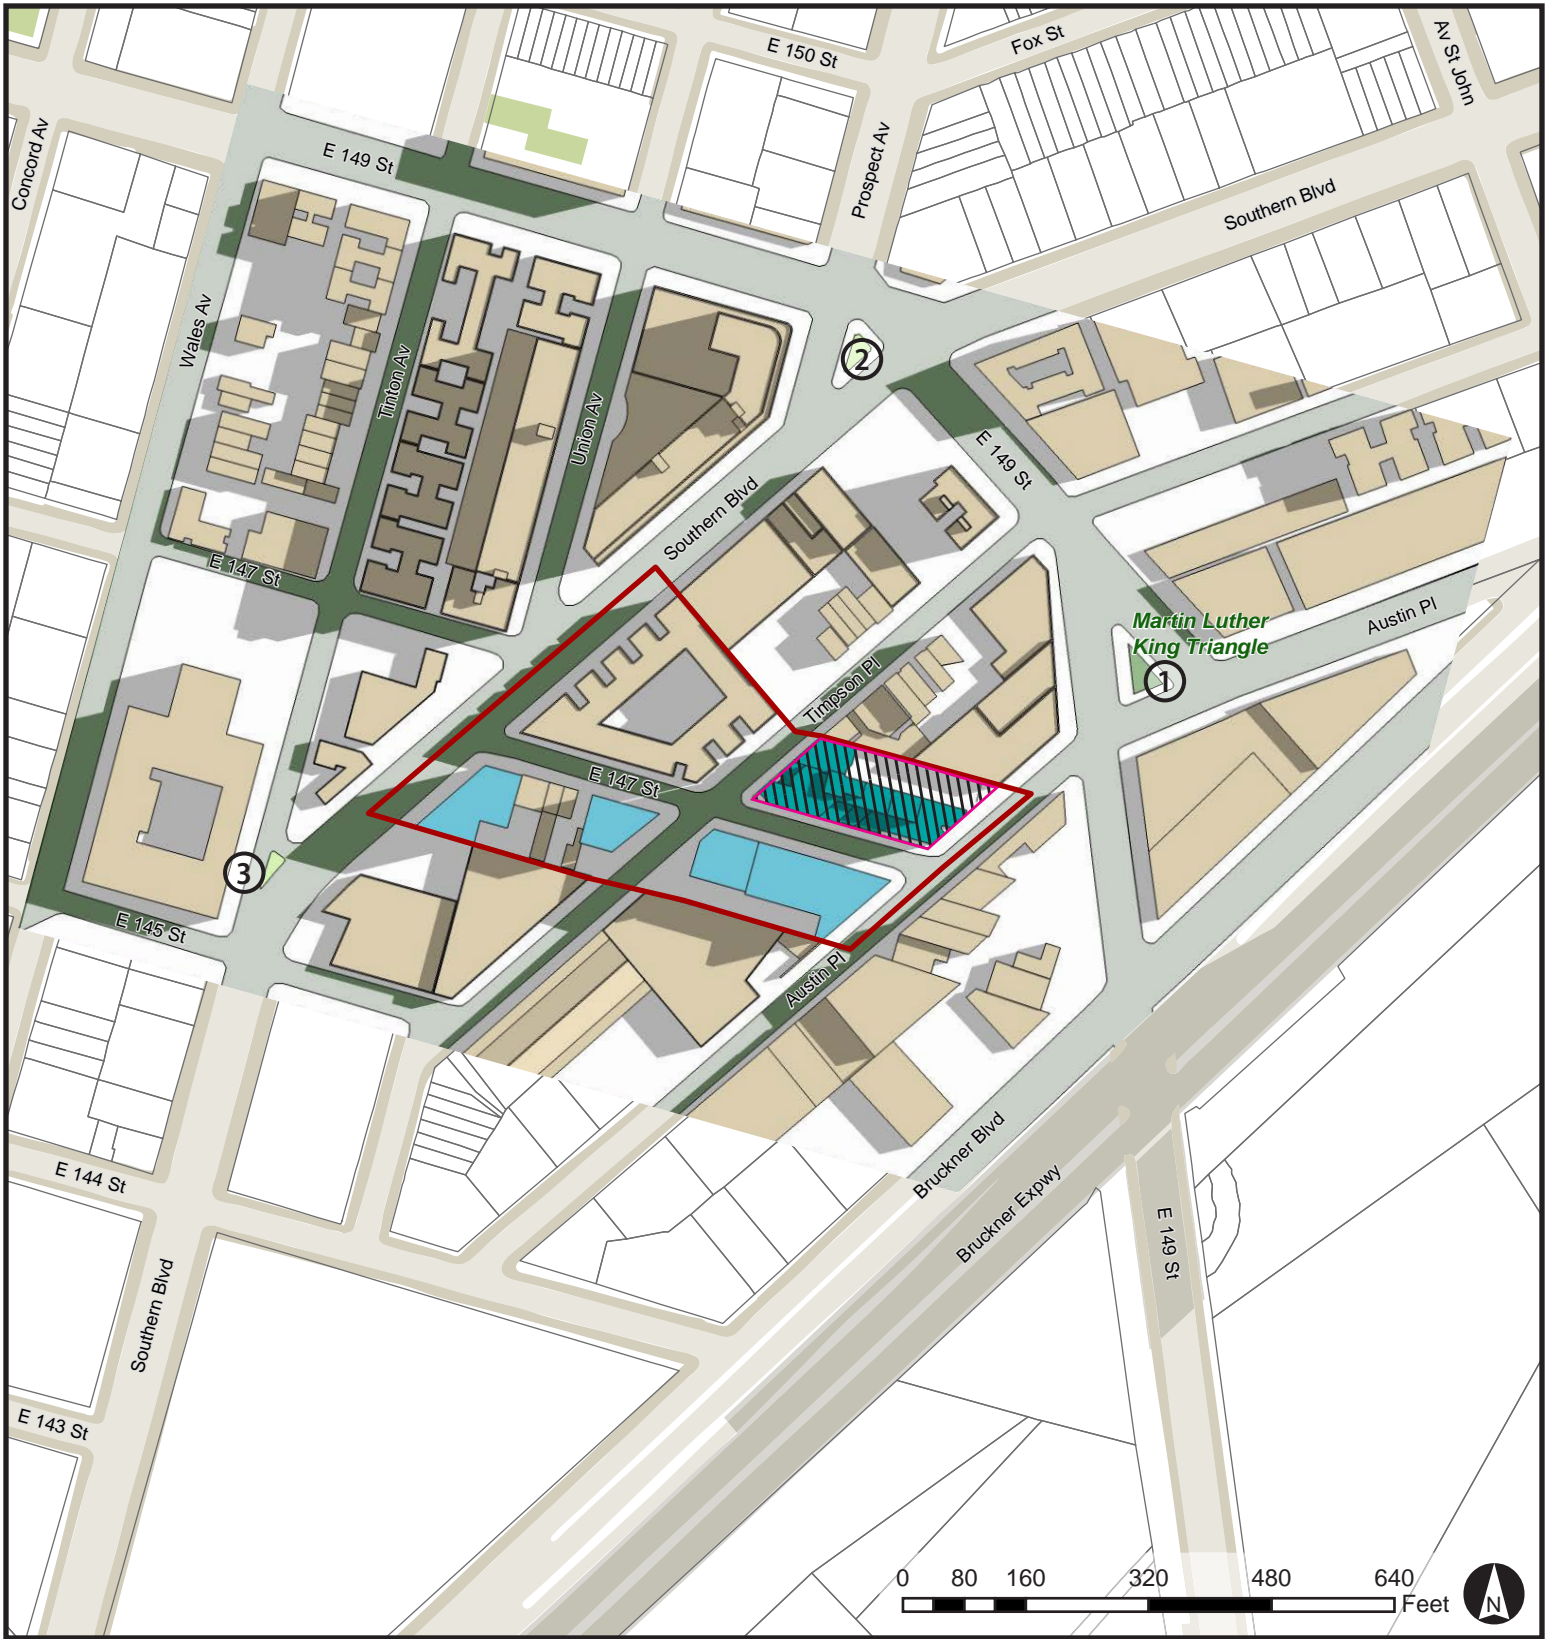 E 150 St
Fox St
Av St John
Concord Av
E 149 St
Prospect Av
Southern Blvd
Wales Av
2
Tinton Av
Union Av
E 149 St
Southern Blvd
E 147 St
Austin Pl
Martin Luther
King Triangle
1
Timpson Pl
E 147 St
3
E 145 St
Austin Pl
Bruckner Blvd
E 144 St
Bruckner Expwy
E 149 St
Southern Blvd
E 143 St
0 80 160 320 480 640
Feet
N